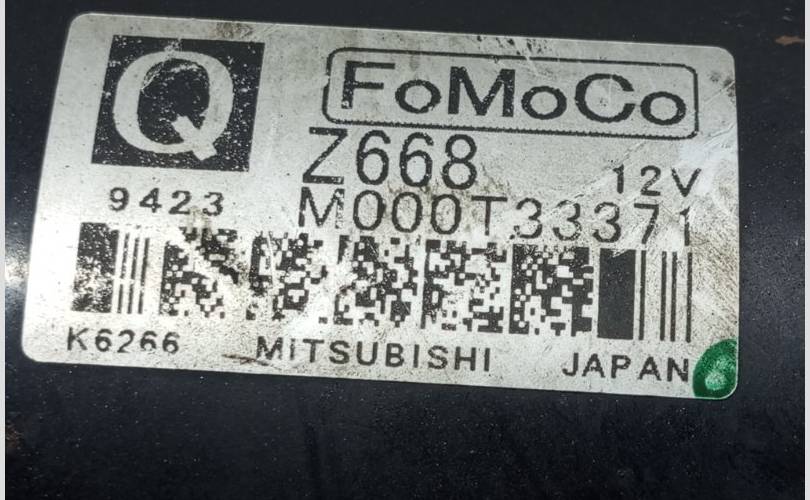 Q
FoMoCo
Z668
12V
9423
M000T33371
K6266
MITSUBISHI
JAPAN